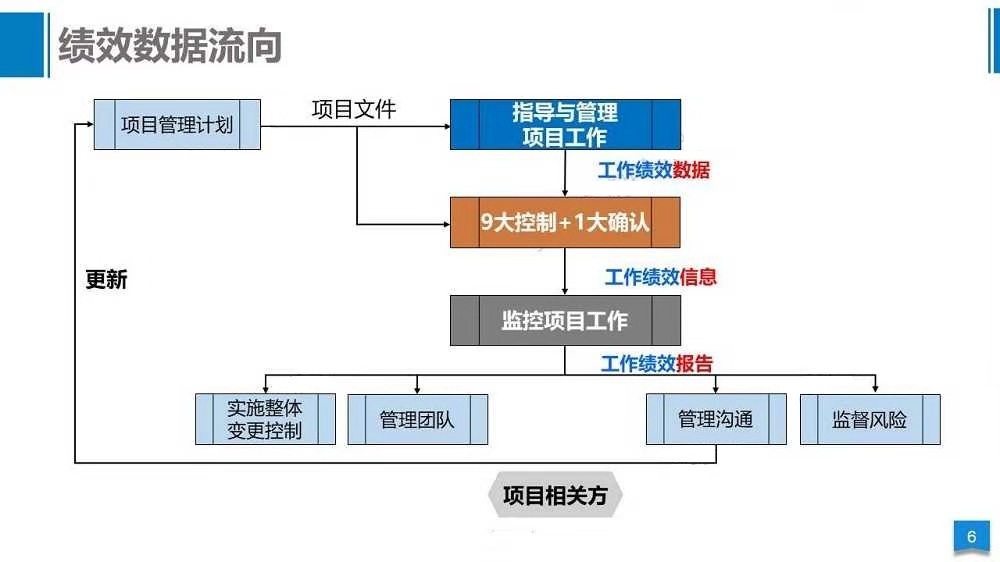 绩效数据流向
项目管理计划
项目文件
指导与管理
项目工作
工作绩效数据
9大控制+1大确认
更新
工作绩效信息
监控项目工作
工作绩效报告
实施整体
变更控制
管理团队
管理沟通
监督风险
项目相关方
6